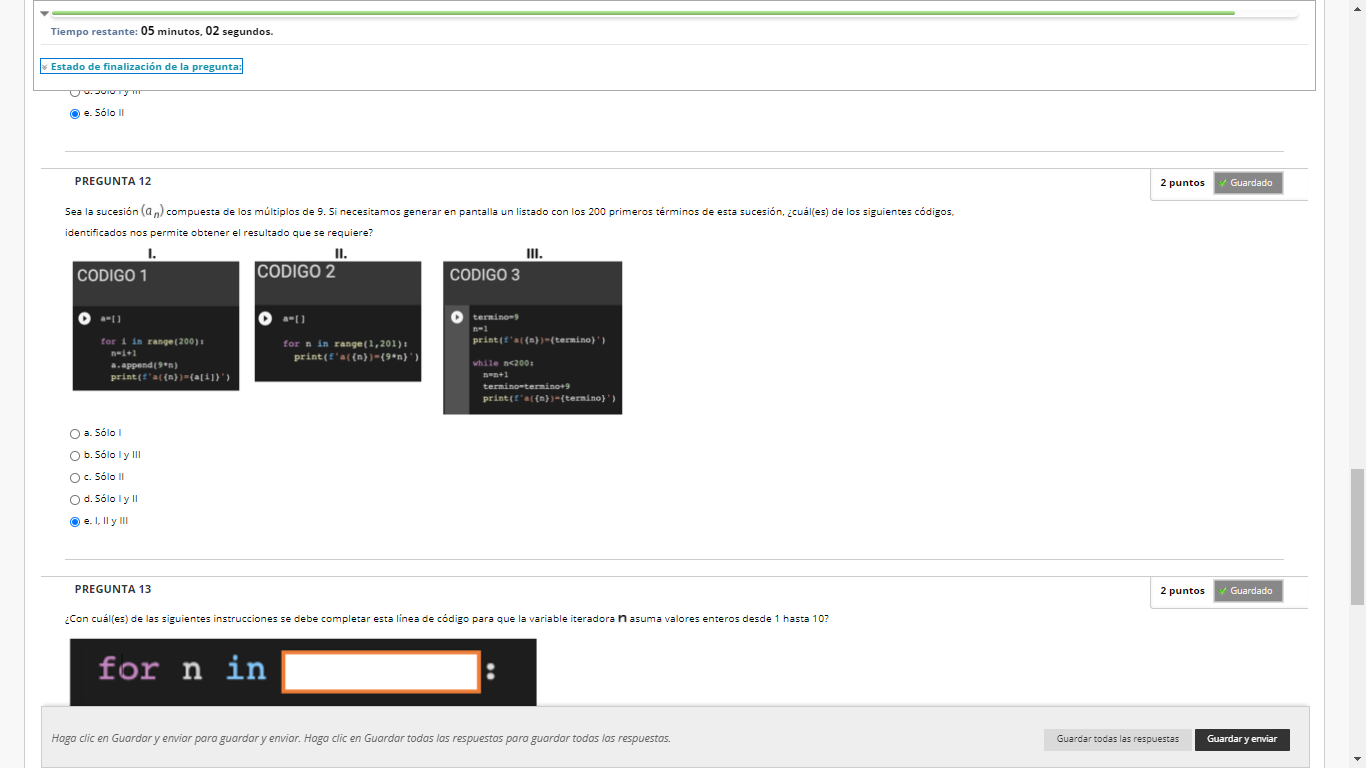 Tiempo restante: 05 minutos, 02 segundos.
Estado de finalización de la pregunta:
d. Sólo I y III
e. Sólo II
PREGUNTA 12
2 puntos
Guardado
Sea la sucesión (aₙ) compuesta de los múltiplos de 9. Si necesitamos generar en pantalla un listado con los 200 primeros términos de esta sucesión, ¿cuál(es) de los siguientes códigos,
identificados nos permite obtener el resultado que se requiere?
I.
II.
III.
CODIGO 1
a=[]
for i in range(200):
n=i+1
a.append(9*n)
print(f'a({n})={a[i]}')
CODIGO 2
a=[]
for n in range(1,201):
print(f'a({n})={9*n}')
CODIGO 3
termino=9
n=1
print(f'a({n})={termino}')
while n<200:
n=n+1
termino=termino+9
print(f'a({n})={termino}')
a. Sólo I
b. Sólo I y III
c. Sólo II
d. Sólo I y II
e. I, II y III
PREGUNTA 13
2 puntos
Guardado
¿Con cuál(es) de las siguientes instrucciones se debe completar esta línea de código para que la variable iteradora n asuma valores enteros desde 1 hasta 10?
for n in :
Haga clic en Guardar y enviar para guardar y enviar. Haga clic en Guardar todas las respuestas para guardar todas las respuestas.
Guardar todas las respuestas
Guardar y enviar